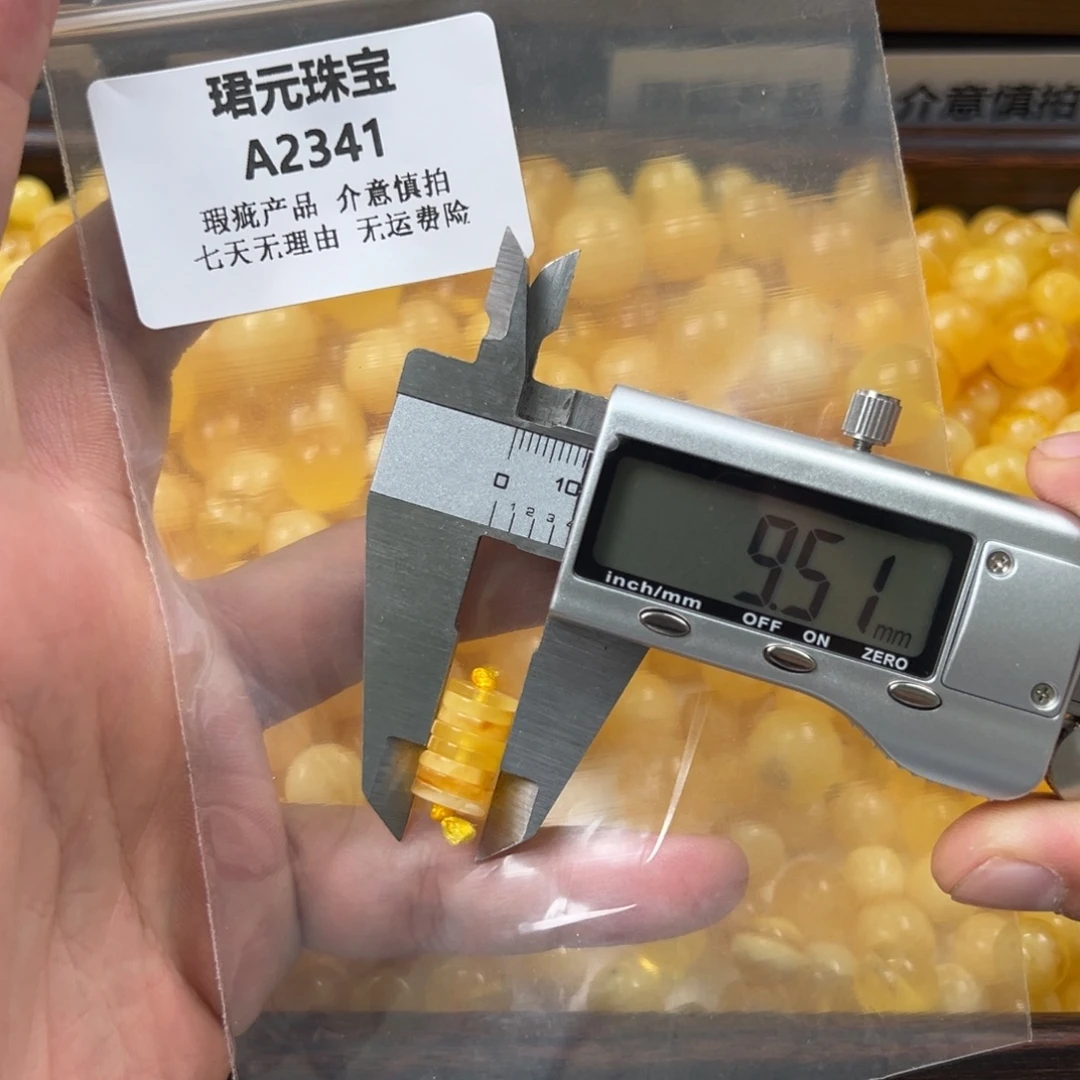 珺元珠宝
A2341
瑕疵产品 介意慎拍
七天无理由 无运费险
介意慎拍
0 10
1 2 3 4
9.51 mm
inch/mm
OFF ON
ZERO